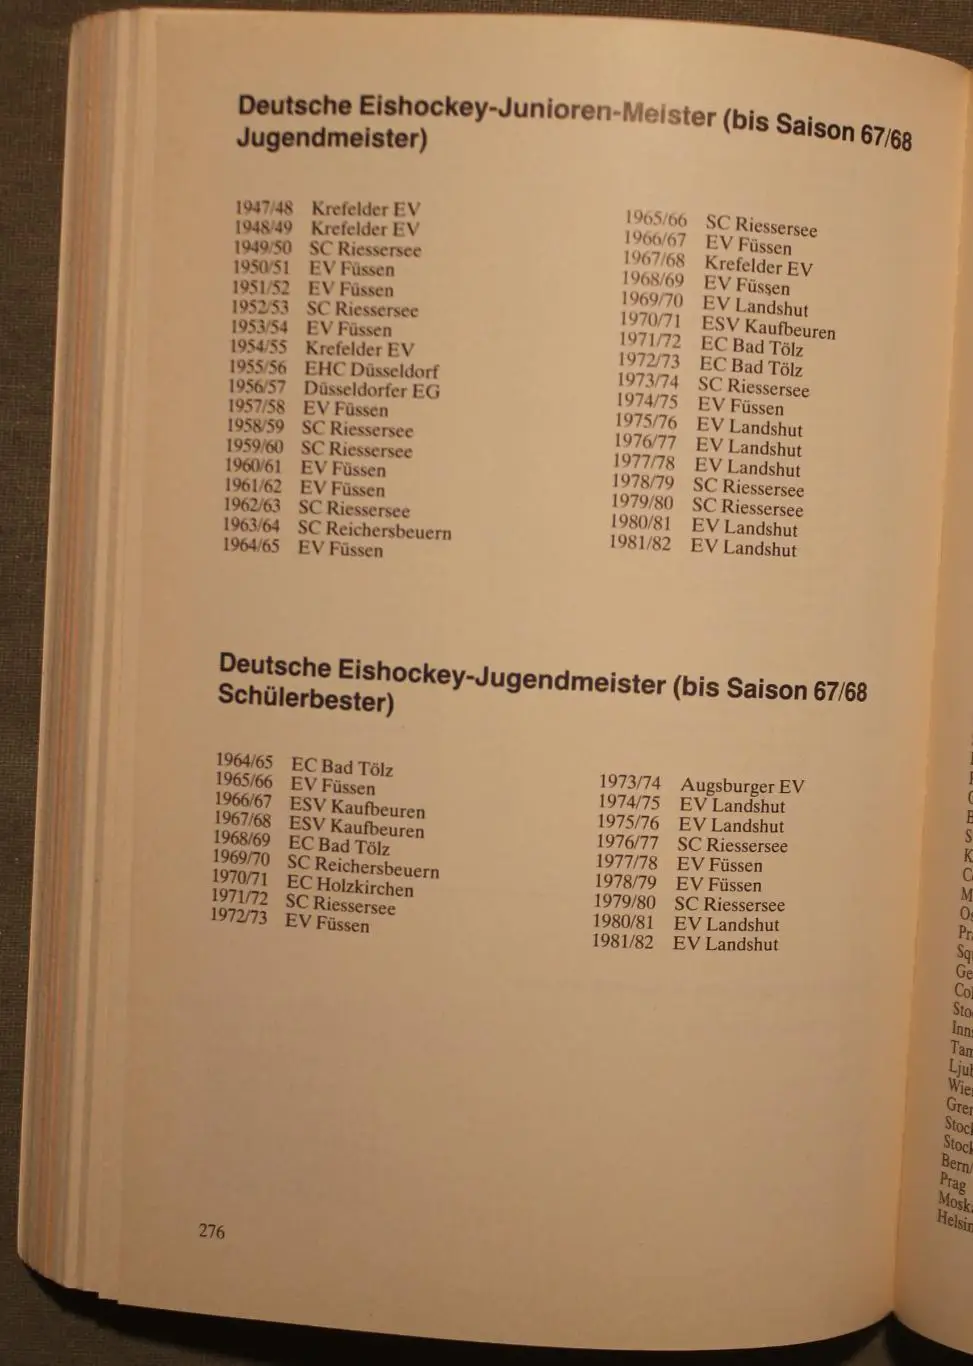 Deutsche Eishockey-Junioren-Meister (bis Saison 67/68
Jugendmeister)
1947/48 Krefelder EV
1948/49 Krefelder EV
1949/50 SC Riessersee
1950/51 EV Füssen
1951/52 EV Füssen
1952/53 SC Riessersee
1953/54 EV Füssen
1954/55 Krefelder EV
1955/56 EHC Düsseldorf
1956/57 Düsseldorfer EG
1957/58 EV Füssen
1958/59 SC Riessersee
1959/60 SC Riessersee
1960/61 EV Füssen
1961/62 EV Füssen
1962/63 SC Riessersee
1963/64 SC Reichersbeuern
1964/65 EV Füssen
1965/66 SC Riessersee
1966/67 EV Füssen
1967/68 Krefelder EV
1968/69 EV Füssen
1969/70 EV Landshut
1970/71 ESV Kaufbeuren
1971/72 EC Bad Tölz
1972/73 EC Bad Tölz
1973/74 SC Riessersee
1974/75 EV Füssen
1975/76 EV Landshut
1976/77 EV Landshut
1977/78 EV Landshut
1978/79 SC Riessersee
1979/80 SC Riessersee
1980/81 EV Landshut
1981/82 EV Landshut
Deutsche Eishockey-Jugendmeister (bis Saison 67/68
Schülerbester)
1964/65 EC Bad Tölz
1965/66 EV Füssen
1966/67 ESV Kaufbeuren
1967/68 ESV Kaufbeuren
1968/69 EC Bad Tölz
1969/70 SC Reichersbeuern
1970/71 EC Holzkirchen
1971/72 SC Riessersee
1972/73 EV Füssen
1973/74 Augsburger EV
1974/75 EV Landshut
1975/76 EV Landshut
1976/77 SC Riessersee
1977/78 EV Füssen
1978/79 EV Füssen
1979/80 SC Riessersee
1980/81 EV Landshut
1981/82 EV Landshut
276
Prag